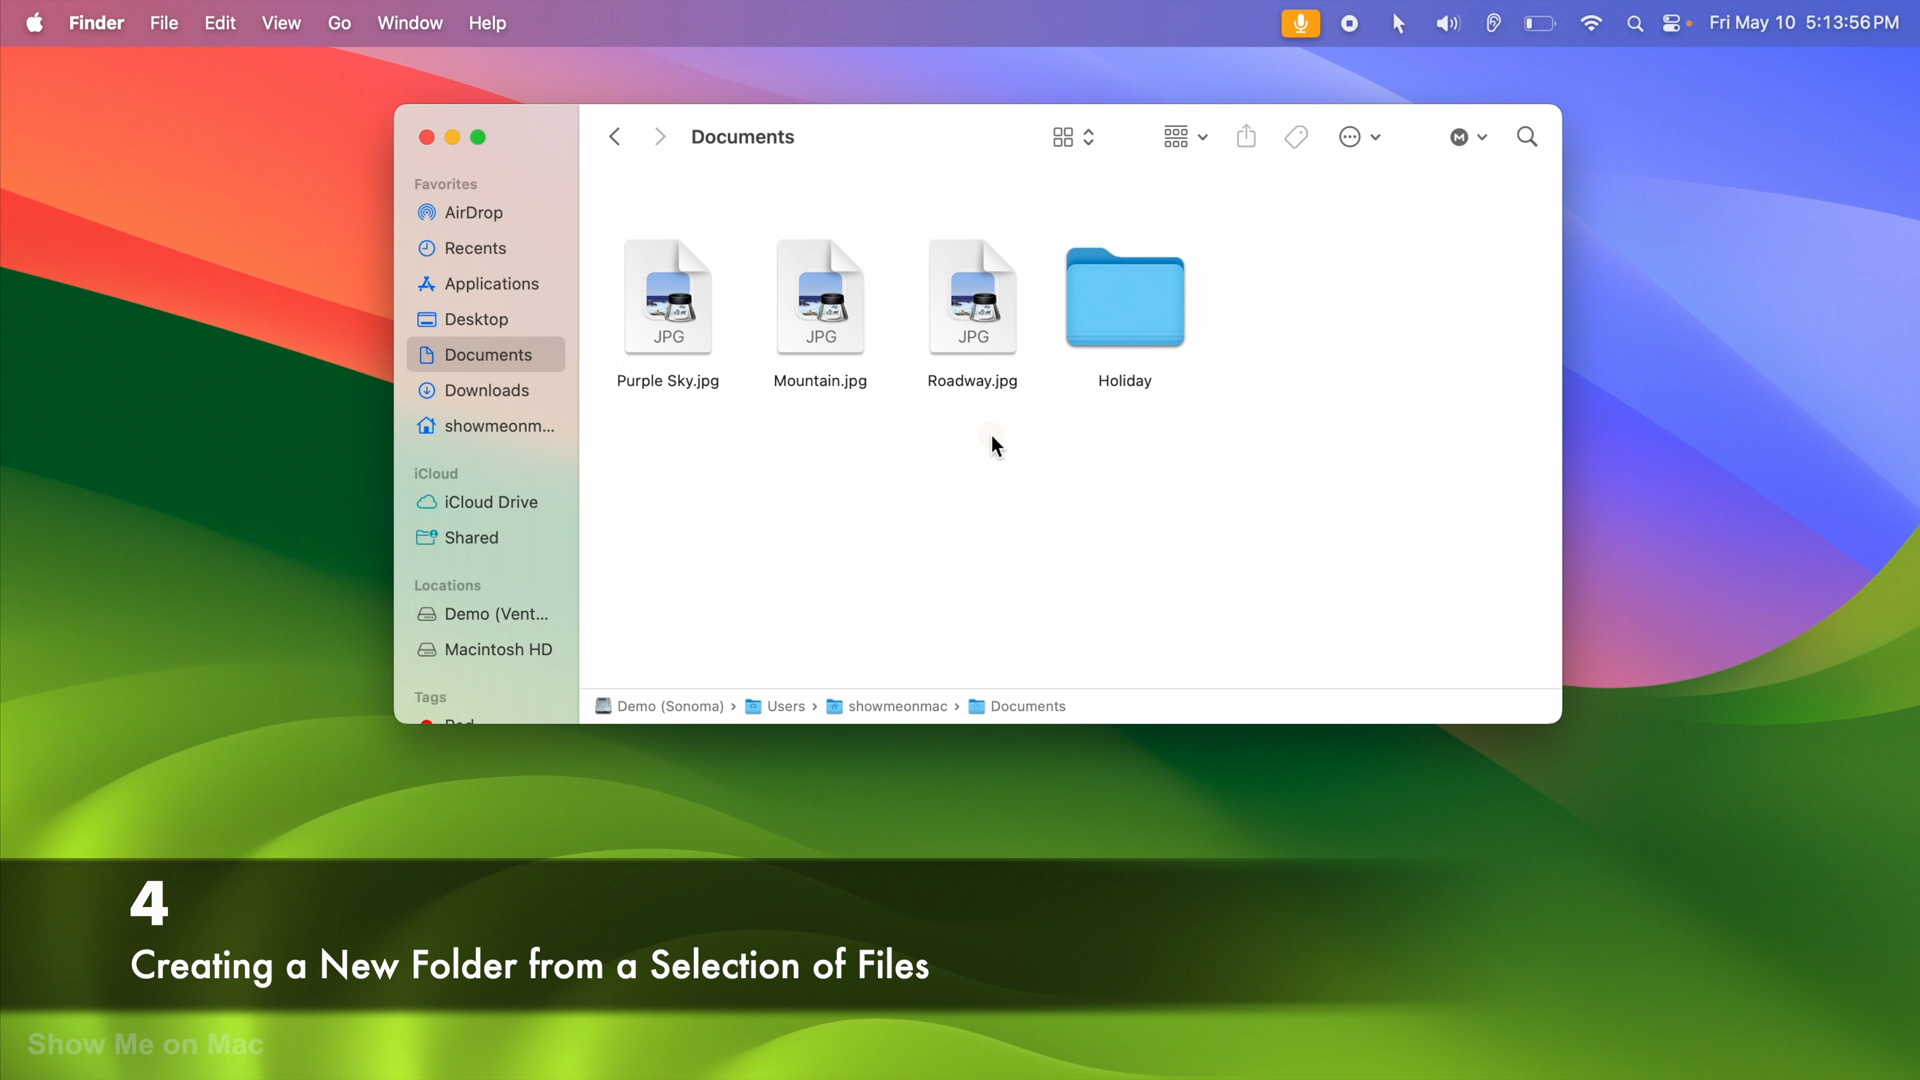 Finder File Edit View Go Window Help
Fri May 10 5:13:56 PM
Documents
M
Favorites
AirDrop
Recents
Applications
Desktop
Documents
Downloads
showmeonm...
iCloud
iCloud Drive
Shared
Locations
Demo (Vent...
Macintosh HD
Tags
Red
JPG JPG JPG
Purple Sky.jpg Mountain.jpg Roadway.jpg Holiday
Demo (Sonoma) › Users › showmeonmac › Documents
4
Creating a New Folder from a Selection of Files
Show Me on Mac